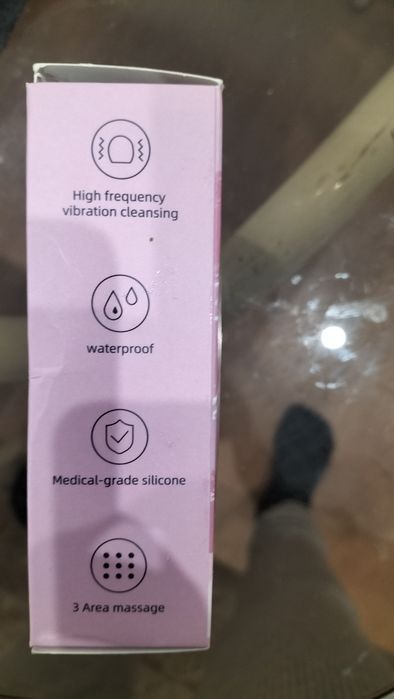 High frequency
vibration cleansing
waterproof
Medical-grade silicone
3 Area massage